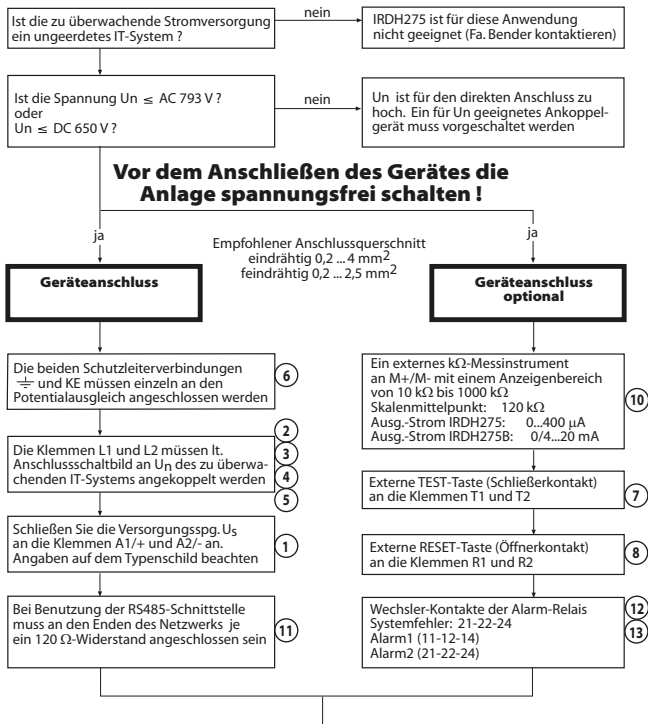 Ist die zu überwachende Stromversorgung
ein ungeerdetes IT-System ?
nein
IRDH275 ist für diese Anwendung
nicht geeignet (Fa. Bender kontaktieren)
Ist die Spannung Un ≤ AC 793 V ?
oder
Un ≤ DC 650 V ?
nein
Un ist für den direkten Anschluss zu
hoch. Ein für Un geeignetes Ankoppel-
gerät muss vorgeschaltet werden
Vor dem Anschließen des Gerätes die
Anlage spannungsfrei schalten !
ja
Empfohlener Anschlussquerschnitt
eindrähtig 0,2 ... 4 mm²
feindrähtig 0,2 ... 2,5 mm²
ja
Geräteanschluss
Geräteanschluss
optional
Die beiden Schutzleiterverbindungen
⏚ und KE müssen einzeln an den
Potentialausgleich angeschlossen werden
6
2
3
4
5
Die Klemmen L1 und L2 müssen lt.
Anschlussschaltbild an Un des zu überwa-
chenden IT-Systems angekoppelt werden
Schließen Sie die Versorgungsspg. Us
an die Klemmen A1/+ und A2/- an.
Angaben auf dem Typenschild beachten
1
Bei Benutzung der RS485-Schnittstelle
muss an den Enden des Netzwerks je
ein 120 Ω-Widerstand angeschlossen sein
11
Ein externes kΩ-Messinstrument
an M+/M- mit einem Anzeigenbereich
von 10 kΩ bis 1000 kΩ
Skalenmittelpunkt: 120 kΩ
Ausg.-Strom IRDH275: 0...400 µA
Ausg.-Strom IRDH275B: 0/4...20 mA
10
Externe TEST-Taste (Schließerkontakt)
an die Klemmen T1 und T2
7
Externe RESET-Taste (Öffnerkontakt)
an die Klemmen R1 und R2
8
Wechsler-Kontakte der Alarm-Relais
Systemfehler: 21-22-24
Alarm1 (11-12-14)
Alarm2 (21-22-24)
12
13